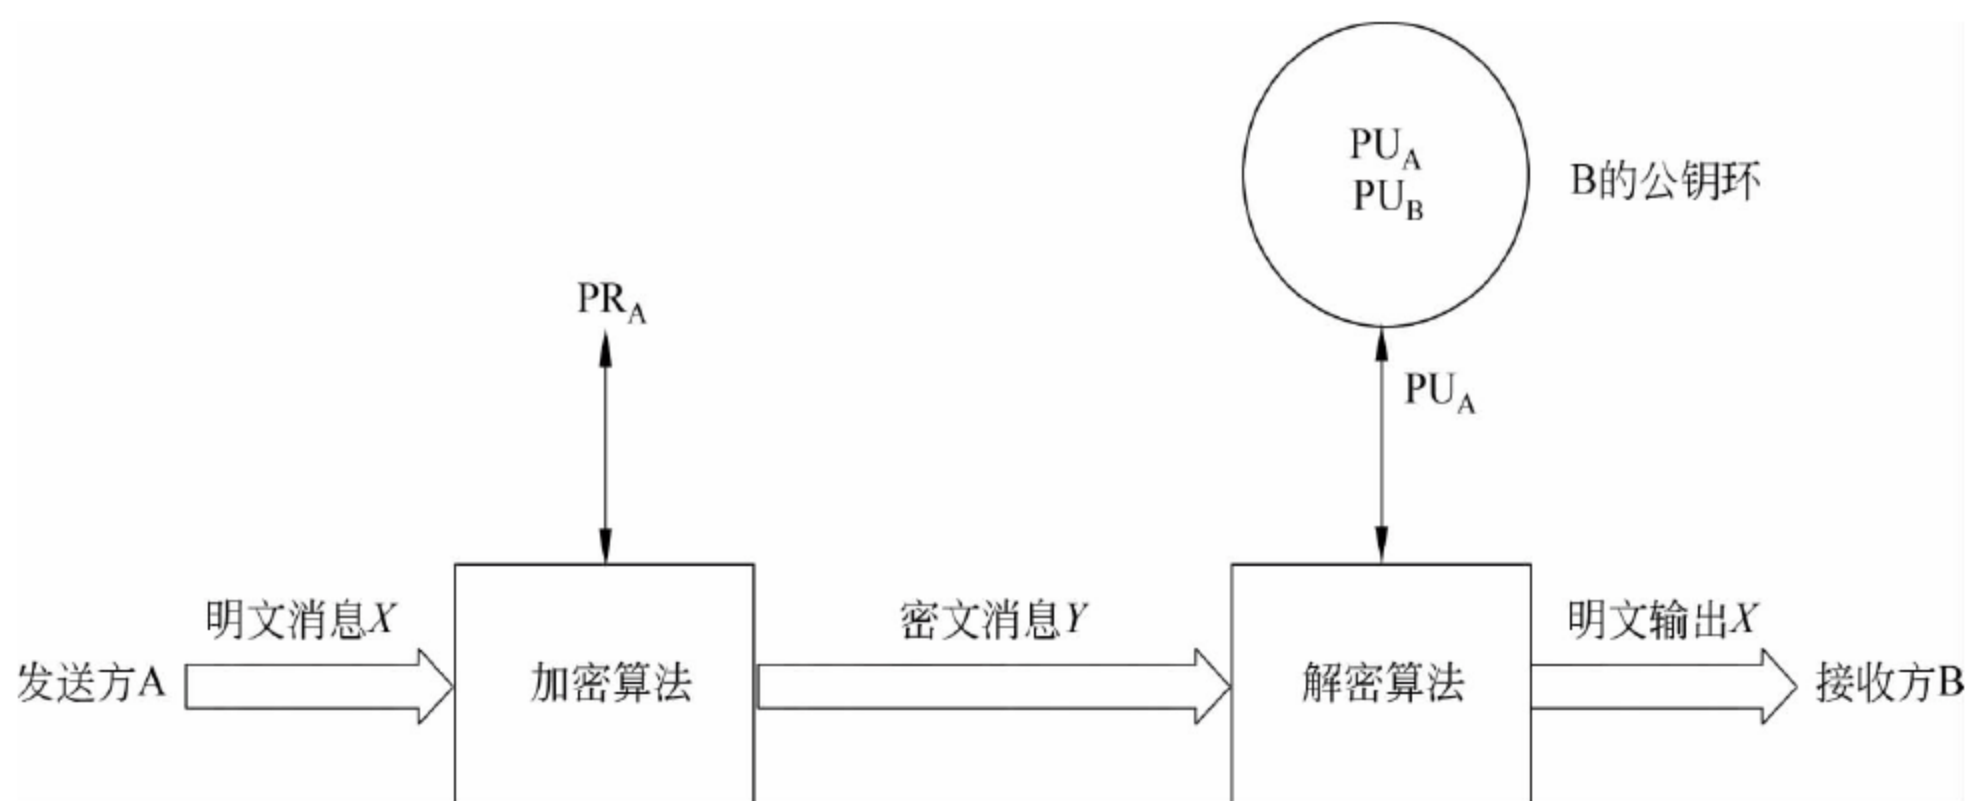 PU_A
PU_B
B的公钥环
PR_A
PU_A
明文消息X
密文消息Y
明文输出X
发送方A
加密算法
解密算法
接收方B